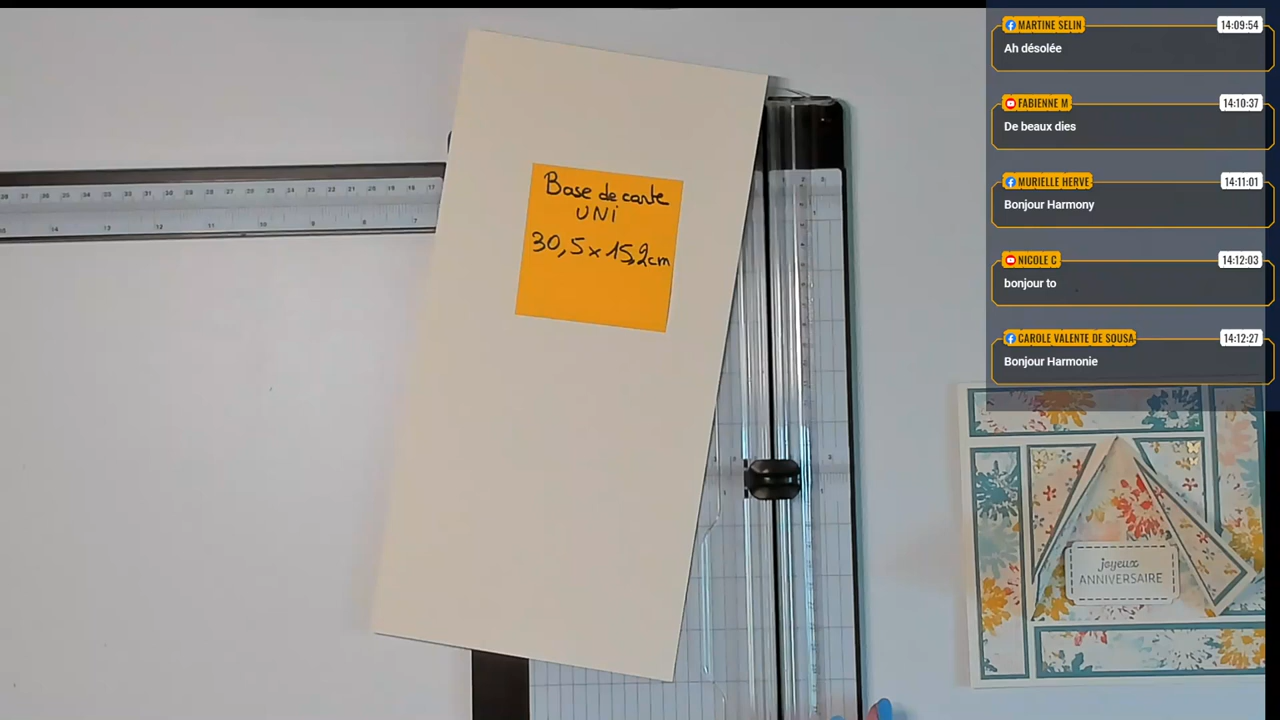 Base de carte
UNI
30,5 x 15,2cm
MARTINE SELIN
14:09:54
Ah désolée
FABIENNE M
14:10:37
De beaux dies
MURIELLE HERVE
14:11:01
Bonjour Harmony
NICOLE C
14:12:03
bonjour to
CAROLE VALENTE DE SOUSA
14:12:27
Bonjour Harmonie
joyeux
ANNIVERSAIRE